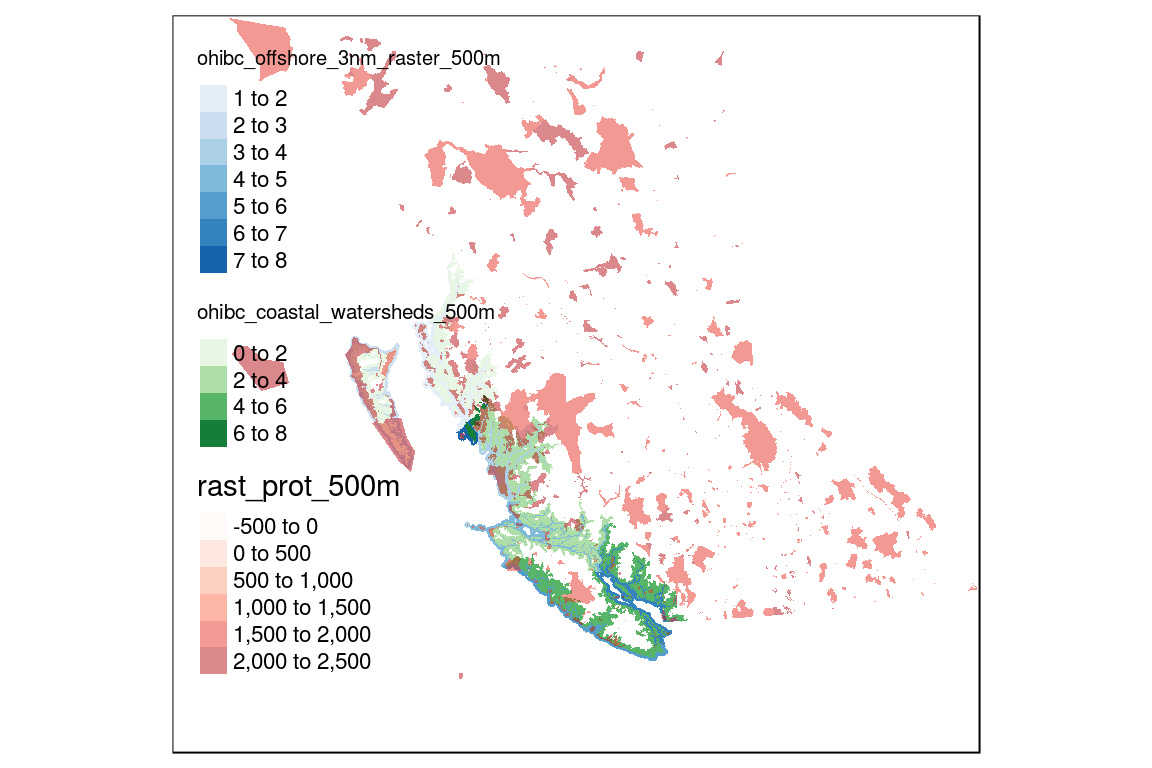 ohibc_offshore_3nm_raster_500m
1 to 2
2 to 3
3 to 4
4 to 5
5 to 6
6 to 7
7 to 8
ohibc_coastal_watersheds_500m
0 to 2
2 to 4
4 to 6
6 to 8
rast_prot_500m
-500 to 0
0 to 500
500 to 1,000
1,000 to 1,500
1,500 to 2,000
2,000 to 2,500